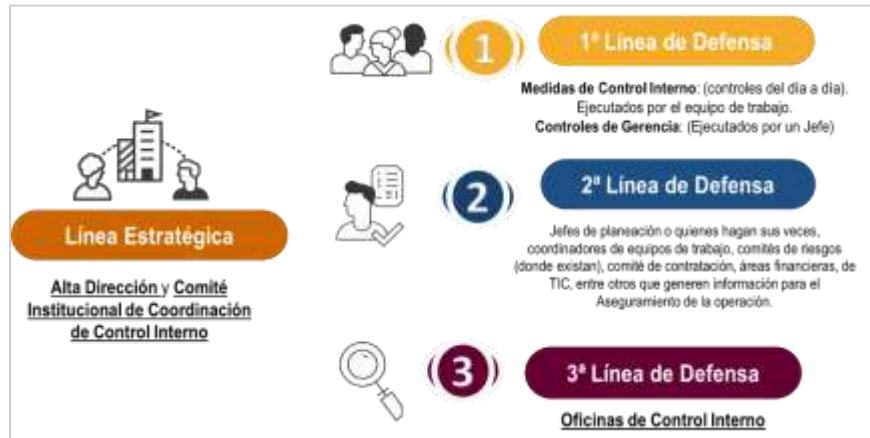 Línea Estratégica
Alta Dirección y Comité
Institucional de Coordinación
de Control Interno
1
1ª Línea de Defensa
Medidas de Control Interno: (controles del día a día).
Ejecutados por el equipo de trabajo.
Controles de Gerencia: (Ejecutados por un Jefe)
2
2ª Línea de Defensa
Jefes de planeación o quienes hagan sus veces,
coordinadores de equipos de trabajo, comités de riesgos
(donde existan), comité de contratación, áreas financieras, de
TIC, entre otros que generen información para el
Aseguramiento de la operación.
3
3ª Línea de Defensa
Oficinas de Control Interno